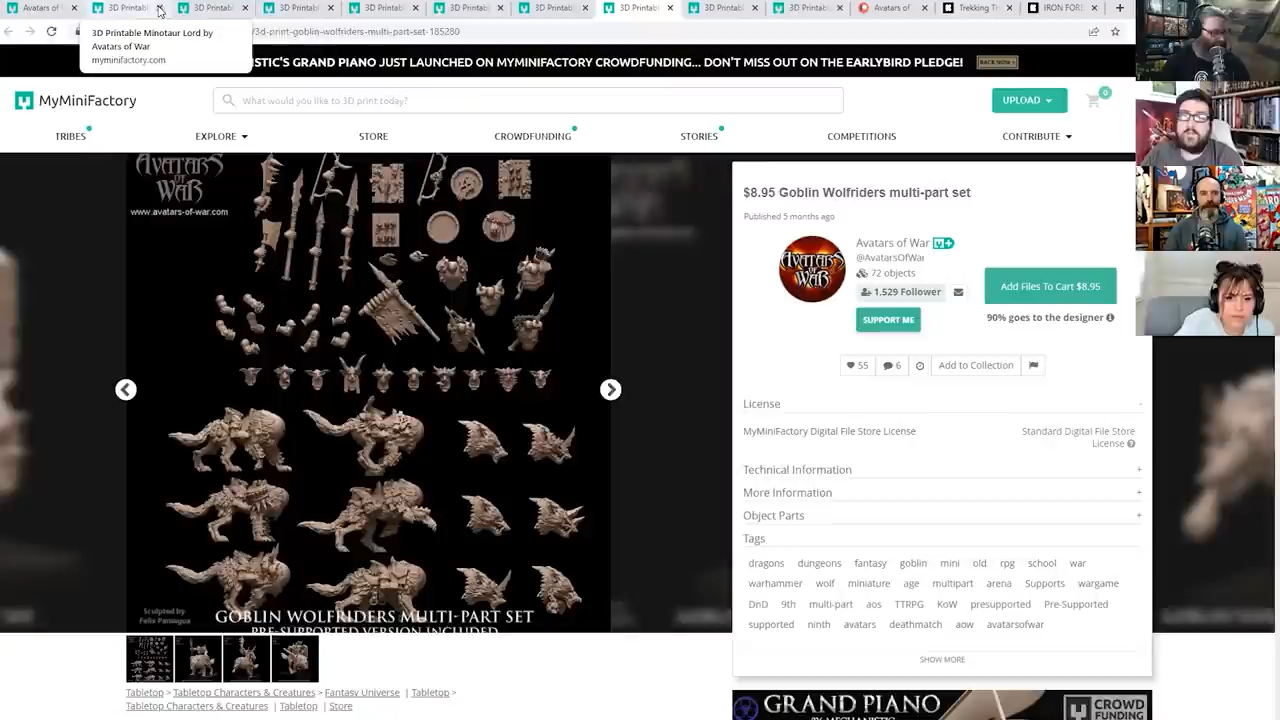 Avatars of
3D Printabl
3D Printabl
3D Printabl
3D Printabl
3D Printabl
3D Printabl
3D Printabl
3D Printabl
3D Printabl
Avatars of
Trekking Tr
IRON FORE
3D Printable Minotaur Lord by
Avatars of War
myminifactory.com
/3d-print-goblin-wolfriders-multi-part-set-185280
ISTIC'S GRAND PIANO JUST LAUNCHED ON MYMINIFACTORY CROWDFUNDING... DON'T MISS OUT ON THE EARLYBIRD PLEDGE!
BACK NOW
MyMiniFactory
What would you like to 3D print today?
UPLOAD
0
TRIBES
EXPLORE
STORE
CROWDFUNDING
STORIES
COMPETITIONS
CONTRIBUTE
AVATARS
OF
WAR
www.avatars-of-war.com
Sculpted by
Felix Paniagua
GOBLIN WOLFRIDERS MULTI-PART SET
PRE-SUPPORTED VERSION INCLUDED
$8.95 Goblin Wolfriders multi-part set
Published 5 months ago
AVATARS
OF
WAR
Avatars of War
@AvatarsOfWar
72 objects
1,529 Follower
SUPPORT ME
Add Files To Cart $8.95
90% goes to the designer
55
6
Add to Collection
License
-
MyMiniFactory Digital File Store License
Standard Digital File Store
License
Technical Information +
More Information +
Object Parts +
Tags
dragons dungeons fantasy goblin mini old rpg school war
warhammer wolf miniature age multipart arena Supports wargame
DnD 9th multi-part aos TTRPG KoW presupported Pre-Supported
supported ninth avatars deathmatch aow avatarsofwar
SHOW MORE
Tabletop > Tabletop Characters & Creatures > Fantasy Universe | Tabletop >
Tabletop Characters & Creatures | Tabletop | Store
GRAND PIANO
BY MECHANISTIC
CROWD
FUNDING